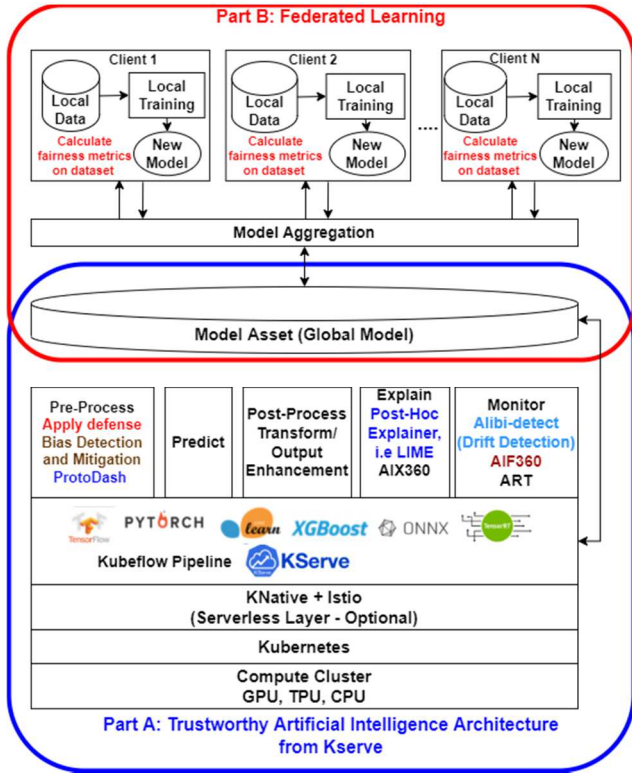 Part B: Federated Learning
Client 1
Local
Data
Local
Training
Calculate
fairness metrics
on dataset
New
Model
Client 2
Local
Data
Local
Training
Calculate
fairness metrics
on dataset
New
Model
....
Client N
Local
Data
Local
Training
Calculate
fairness metrics
on dataset
New
Model
Model Aggregation
Model Asset (Global Model)
Pre-Process
Apply defense
Bias Detection
and Mitigation
ProtoDash
Predict
Post-Process
Transform/
Output
Enhancement
Explain
Post-Hoc
Explainer,
i.e LIME
AIX360
Monitor
Alibi-detect
(Drift Detection)
AIF360
ART
TensorFlow
PYTORCH
learn
XGBoost
ONNX
TensorRT
Kubeflow Pipeline
KServe
KNative + Istio
(Serverless Layer - Optional)
Kubernetes
Compute Cluster
GPU, TPU, CPU
Part A: Trustworthy Artificial Intelligence Architecture
from Kserve